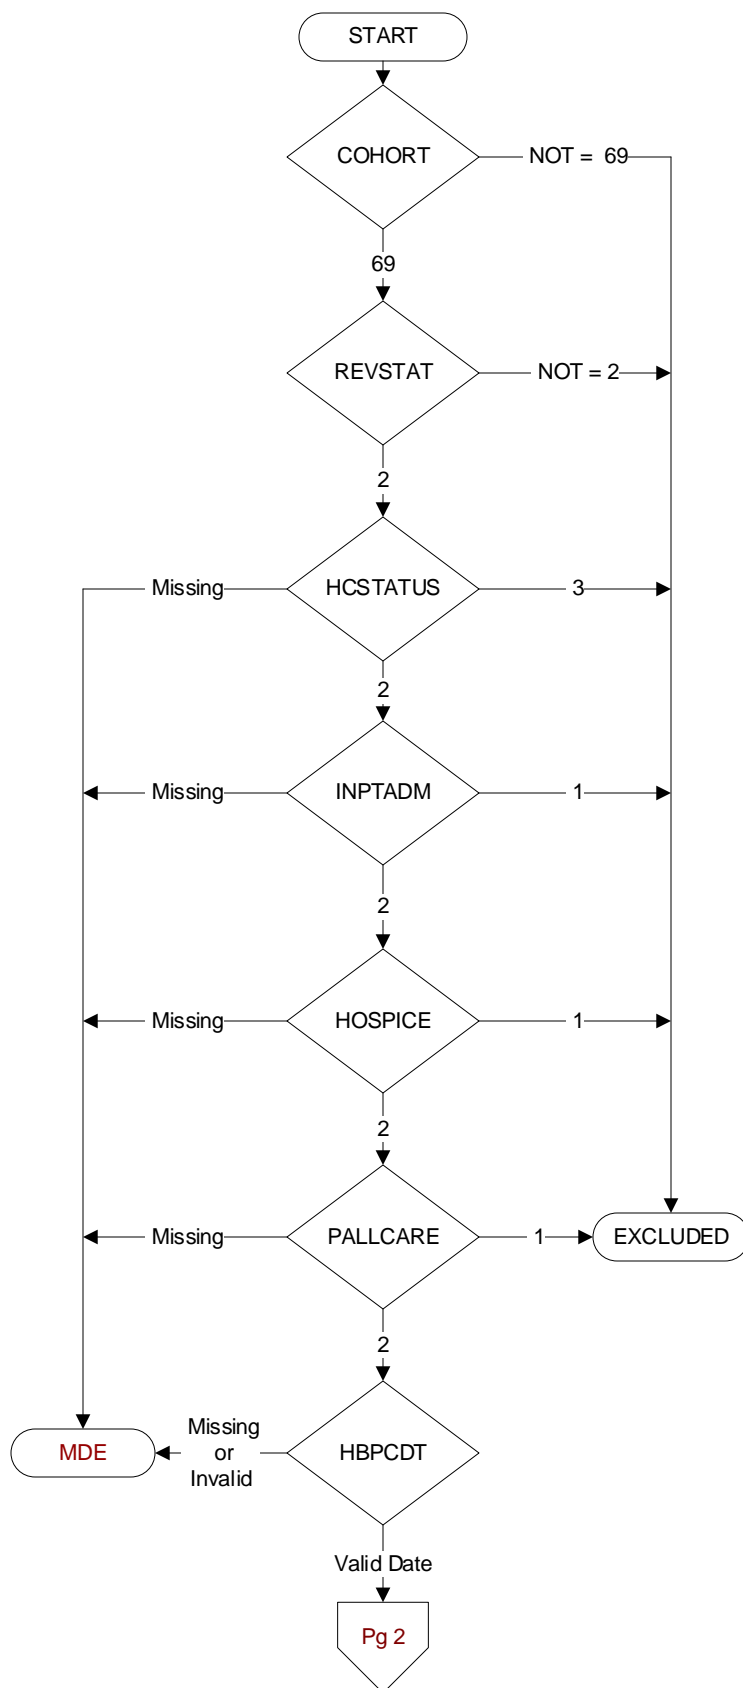 START
COHORT
NOT = 69
69
REVSTAT
NOT = 2
2
Missing
HCSTATUS
3
2
Missing
INPTADM
1
2
Missing
HOSPICE
1
2
Missing
PALLCARE
1
EXCLUDED
2
MDE
Missing
or
Invalid
HBPCDT
Valid Date
Pg 2